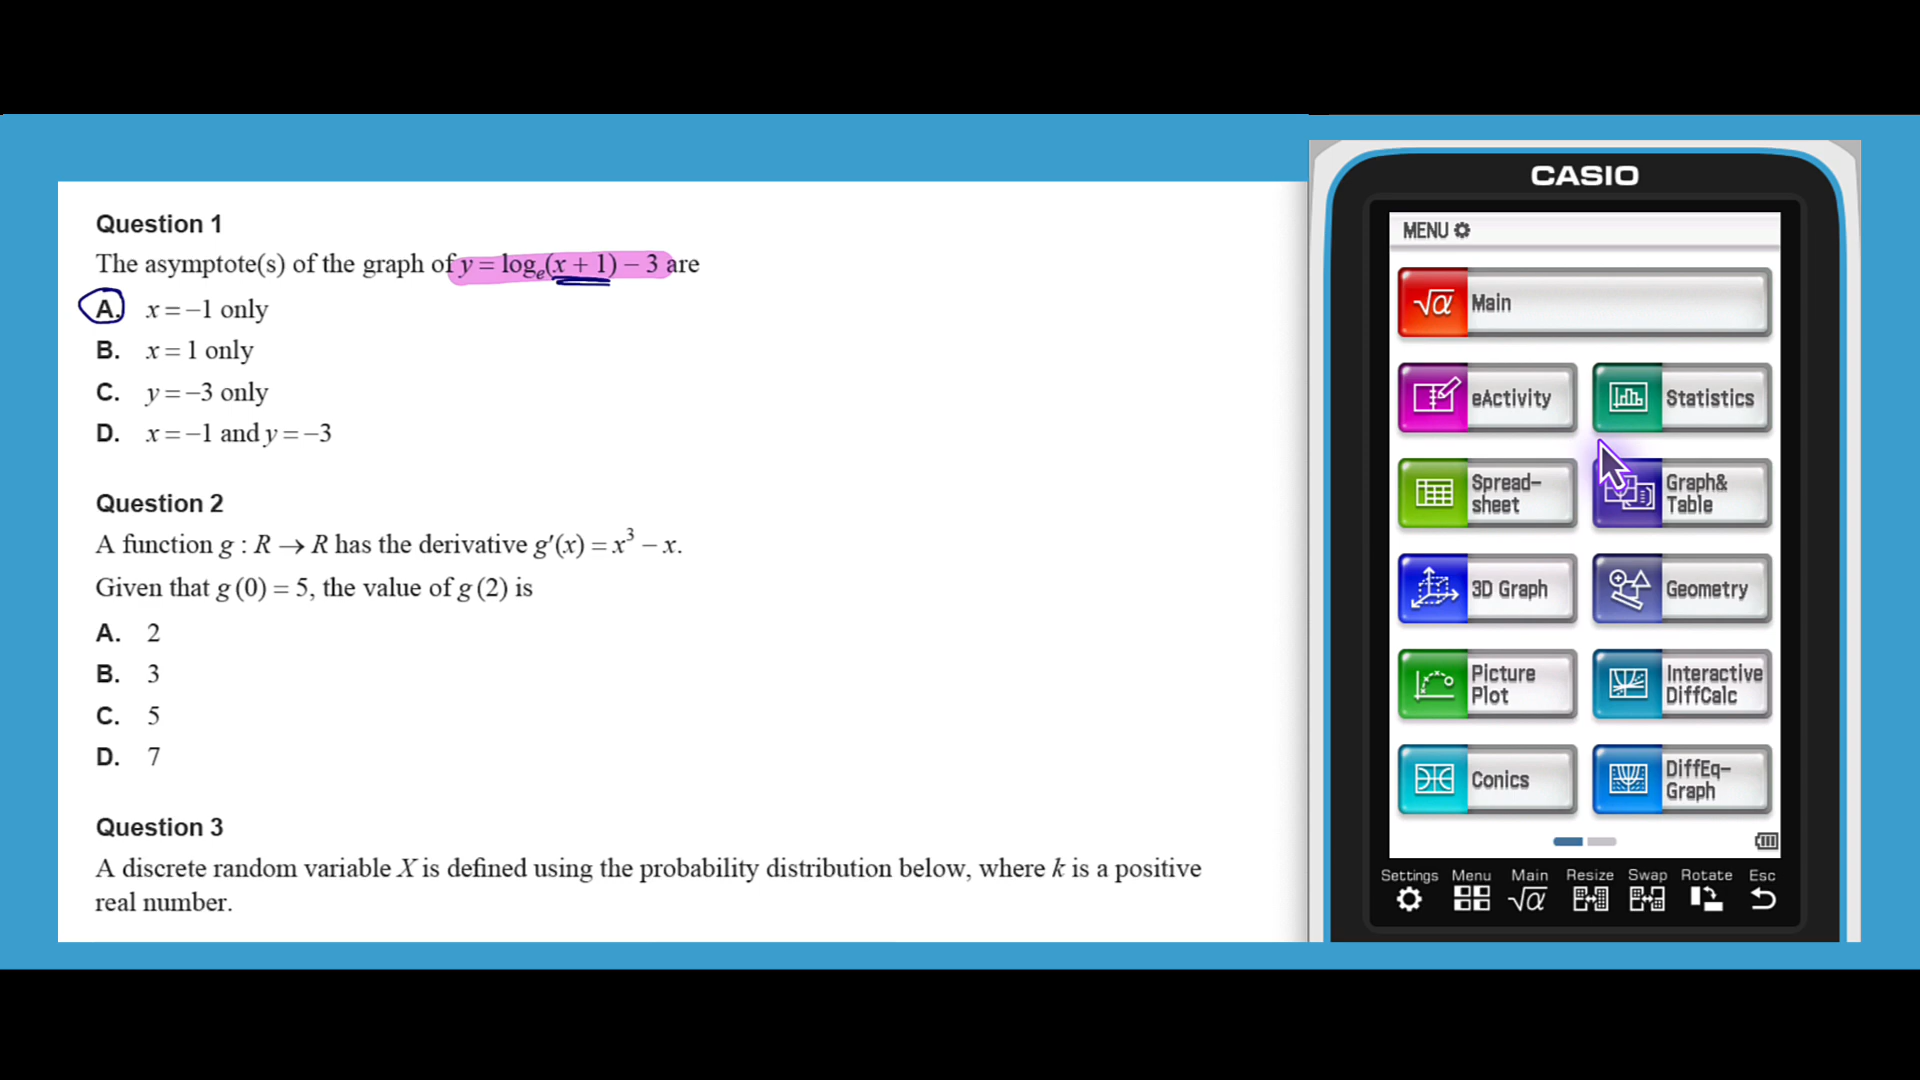 Question 1
The asymptote(s) of the graph of y = logₑ(x + 1) − 3 are
A. x = −1 only
B. x = 1 only
C. y = −3 only
D. x = −1 and y = −3
Question 2
A function g : R → R has the derivative g′(x) = x³ − x.
Given that g (0) = 5, the value of g (2) is
A. 2
B. 3
C. 5
D. 7
Question 3
A discrete random variable X is defined using the probability distribution below, where k is a positive
real number.
CASIO
MENU
√α Main
eActivity
Statistics
Spread-
sheet
Graph&
Table
3D Graph
Geometry
Picture
Plot
Interactive
DiffCalc
Conics
DiffEq-
Graph
Settings Menu Main Resize Swap Rotate Esc
√α